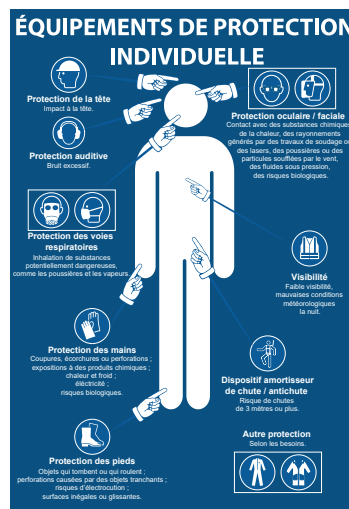 ÉQUIPEMENTS DE PROTECTION
INDIVIDUELLE
Protection de la tête
Impact à la tête.
Protection auditive
Bruit excessif.
Protection des voies
respiratoires
Inhalation de substances
potentiellement dangereuses,
comme les poussières et les vapeurs.
Protection des mains
Coupures, écorchures ou perforations ;
expositions à des produits chimiques ;
chaleur et froid ;
éléctricité ;
risques biologiques.
Protection des pieds
Objets qui tombent ou qui roulent ;
perforations causées par des objets tranchants ;
risques d'électrocution ;
surfaces inégales ou glissantes.
Protection oculaire / faciale
Contact avec des substances chimiques
de la chaleur, des rayonnements
générés par des travaux de soudage ou
des lasers, des poussières ou des
particules soufflées par le vent,
des fluides sous pression,
des risques biologiques.
Visibilité
Faible visibilité,
mauvaises conditions
météorologiques
la nuit.
Dispositif amortisseur
de chute / antichute
Risque de chutes
de 3 mètres ou plus.
Autre protection
Selon les besoins.